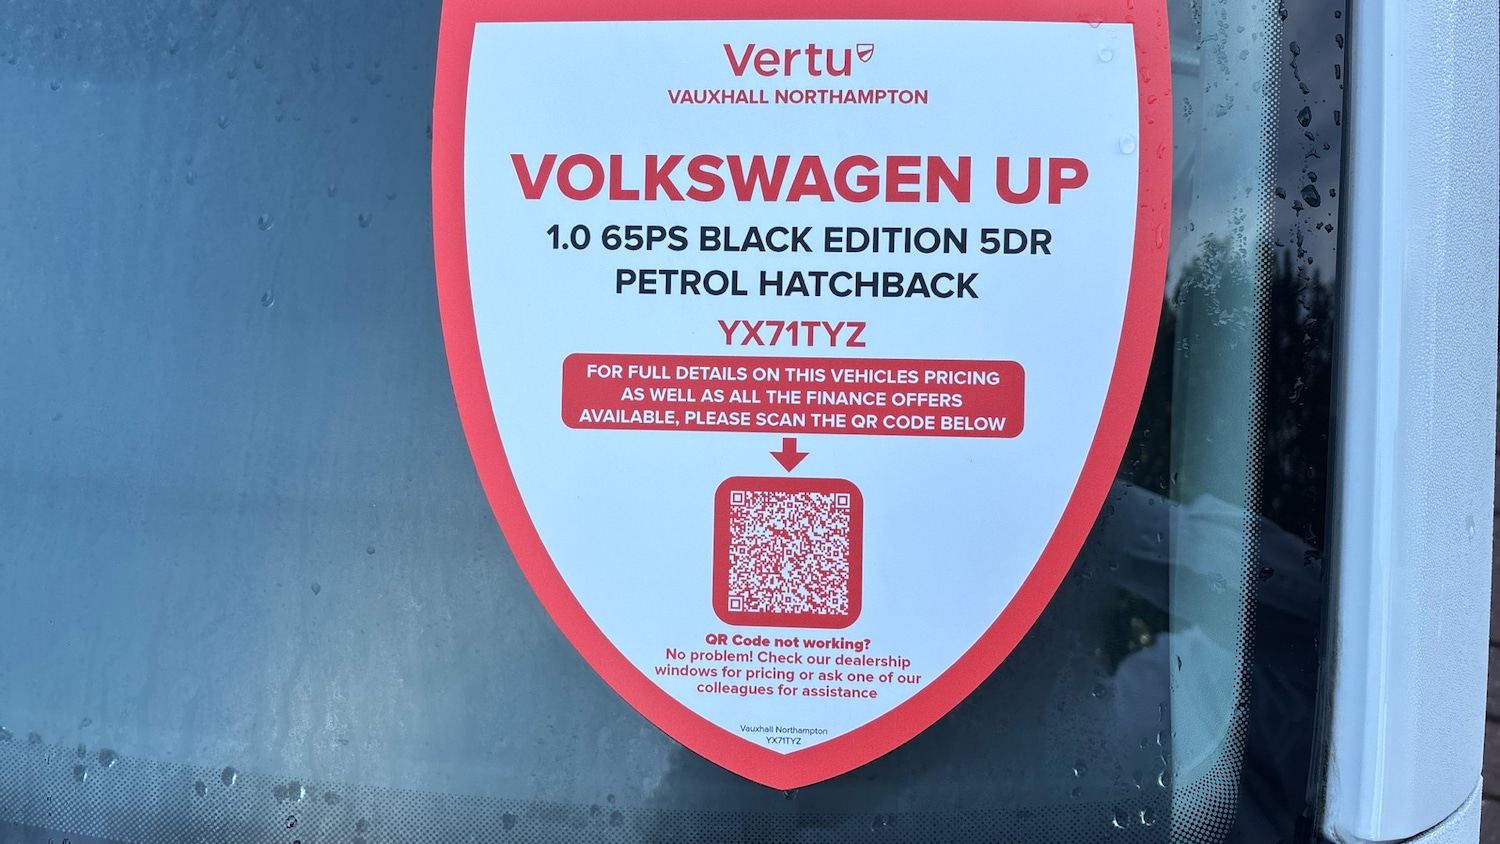 Vertu
VAUXHALL NORTHAMPTON
VOLKSWAGEN UP
1.0 65PS BLACK EDITION 5DR
PETROL HATCHBACK
YX71TYZ
FOR FULL DETAILS ON THIS VEHICLES PRICING
AS WELL AS ALL THE FINANCE OFFERS
AVAILABLE, PLEASE SCAN THE QR CODE BELOW
QR Code not working?
No problem! Check our dealership
windows for pricing or ask one of our
colleagues for assistance
Vauxhall Northampton
YX71TYZ